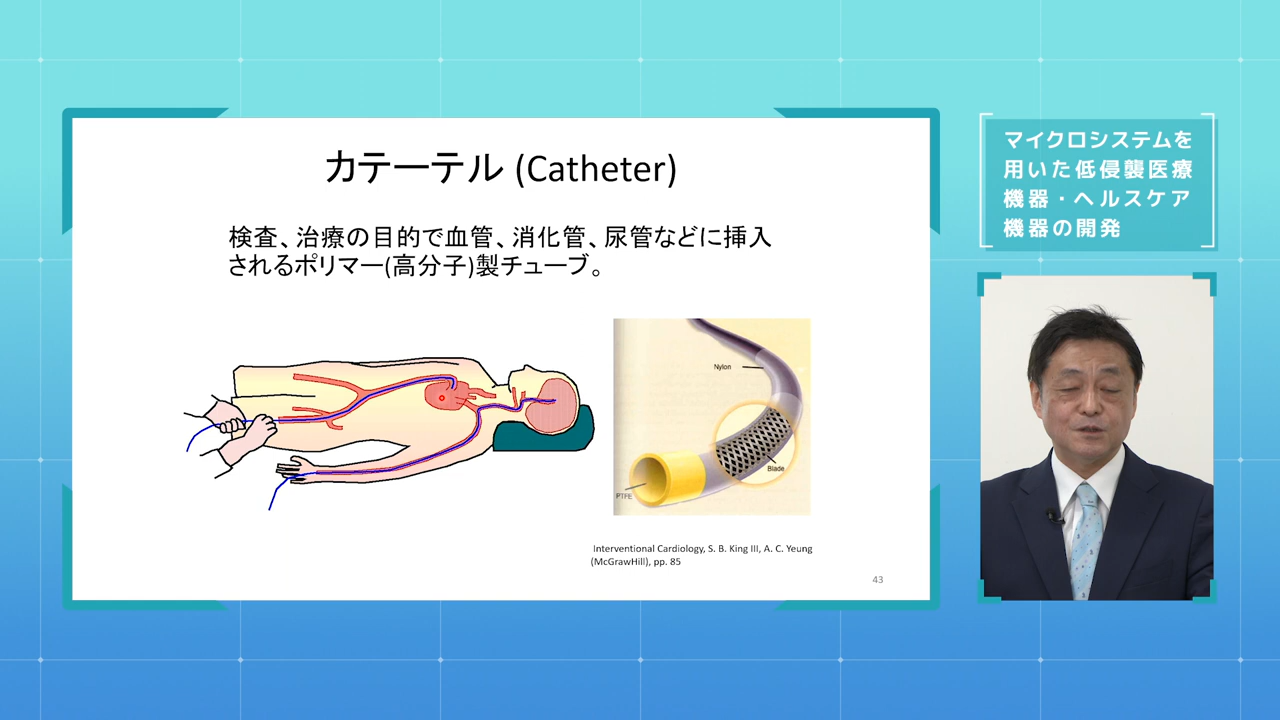 カテーテル (Catheter)
検査、治療の目的で血管、消化管、尿管などに挿入
されるポリマー(高分子)製チューブ。
Nylon
Blade
PTFE
Interventional Cardiology, S. B. King III, A. C. Yeung
(McGrawHill), pp. 85
43
マイクロシステムを
用いた低侵襲医療
機器・ヘルスケア
機器の開発